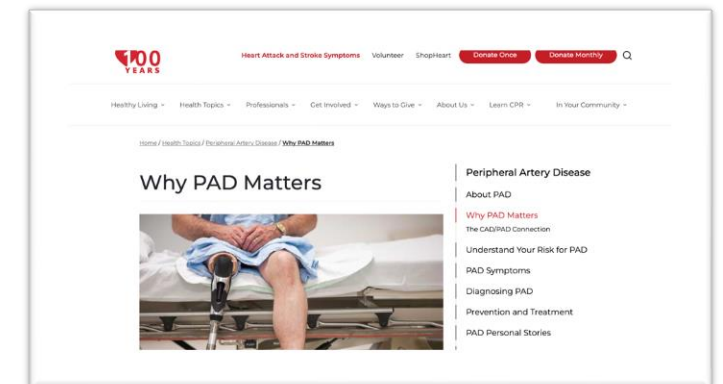 100
YEARS
Heart Attack and Stroke Symptoms Volunteer ShopHeart Donate Once Donate Monthly
Healthy Living Health Topics Professionals Get Involved Ways to Give About Us Learn CPR In Your Community
Home / Health Topics / Peripheral Artery Disease / Why PAD Matters
Why PAD Matters
Peripheral Artery Disease
About PAD
Why PAD Matters
The CAD/PAD Connection
Understand Your Risk for PAD
PAD Symptoms
Diagnosing PAD
Prevention and Treatment
PAD Personal Stories